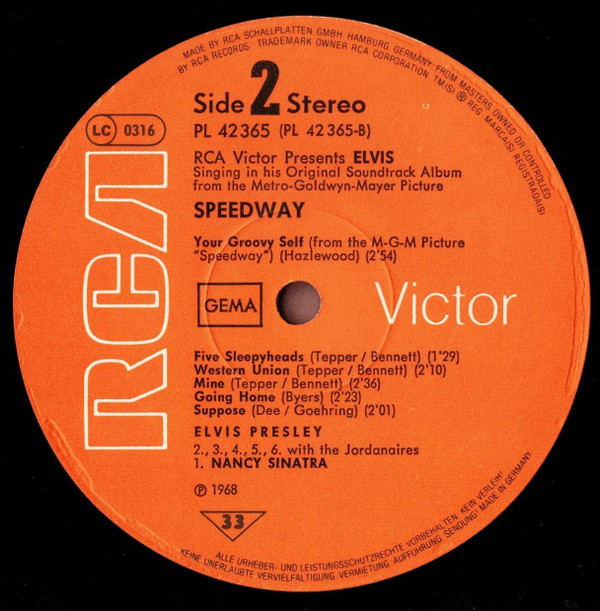 MADE BY RCA SCHALLPLATTEN GMBH HAMBURG GERMANY FROM MASTERS OWNED OR CONTROLLED
BY RCA RECORDS TRADEMARK OWNER RCA CORPORATION TM(S) ® REG MARCA(S) REGISTRADA(S)
Side 2 Stereo
LC 0316
PL 42365 (PL 42365-B)
RCA Victor Presents ELVIS
Singing in his Original Soundtrack Album
from the Metro-Goldwyn-Mayer Picture
SPEEDWAY
Your Groovy Self (from the M-G-M Picture
"Speedway") (Hazlewood) (2'54)
RCA
GEMA
Victor
Five Sleepyheads (Tepper / Bennett) (1'29)
Western Union (Tepper / Bennett) (2'10)
Mine (Tepper / Bennett) (2'36)
Going Home (Byers) (2'23)
Suppose (Dee / Goehring) (2'01)
ELVIS PRESLEY
2., 3., 4., 5., 6. with the Jordanaires
1. NANCY SINATRA
℗ 1968
33
ALLE URHEBER- UND LEISTUNGSSCHUTZRECHTE VORBEHALTEN KEIN VERLEIH!
KEINE UNERLAUBTE VERVIELFÄLTIGUNG, VERMIETUNG, AUFFÜHRUNG, SENDUNG! MADE IN GERMANY